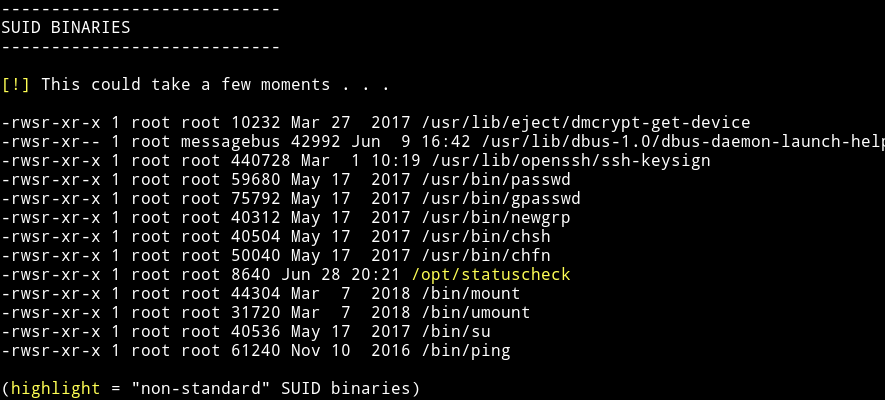 ----------------------------
SUID BINARIES
----------------------------
[!] This could take a few moments . . .
-rwsr-xr-x 1 root root 10232 Mar 27  2017 /usr/lib/eject/dmcrypt-get-device
-rwsr-xr-- 1 root messagebus 42992 Jun  9 16:42 /usr/lib/dbus-1.0/dbus-daemon-launch-help
-rwsr-xr-x 1 root root 440728 Mar  1 10:19 /usr/lib/openssh/ssh-keysign
-rwsr-xr-x 1 root root 59680 May 17  2017 /usr/bin/passwd
-rwsr-xr-x 1 root root 75792 May 17  2017 /usr/bin/gpasswd
-rwsr-xr-x 1 root root 40312 May 17  2017 /usr/bin/newgrp
-rwsr-xr-x 1 root root 40504 May 17  2017 /usr/bin/chsh
-rwsr-xr-x 1 root root 50040 May 17  2017 /usr/bin/chfn
-rwsr-xr-x 1 root root 8640 Jun 28 20:21 /opt/statuscheck
-rwsr-xr-x 1 root root 44304 Mar  7  2018 /bin/mount
-rwsr-xr-x 1 root root 31720 Mar  7  2018 /bin/umount
-rwsr-xr-x 1 root root 40536 May 17  2017 /bin/su
-rwsr-xr-x 1 root root 61240 Nov 10  2016 /bin/ping
(highlight = "non-standard" SUID binaries)